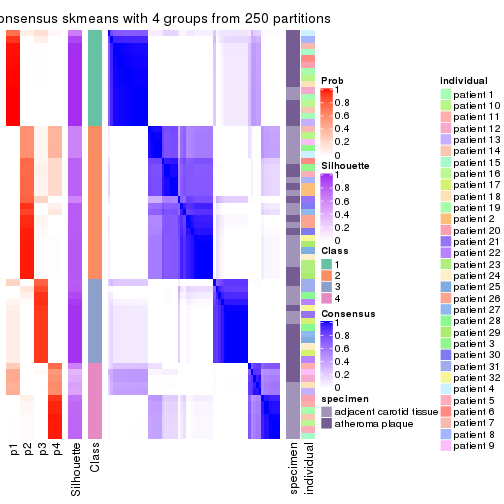 onsensus skmeans with 4 groups from 250 partitions
Prob
1
0.8
0.6
0.4
0.2
0
Silhouette
1
0.8
0.6
0.4
0.2
0
Class
1
2
3
4
Consensus
1
0.8
0.6
0.4
0.2
0
specimen
adjacent carotid tissue
atheroma plaque
individual
patient 1
patient 10
patient 11
patient 12
patient 13
patient 14
patient 15
patient 16
patient 17
patient 18
patient 19
patient 2
patient 20
patient 21
patient 22
patient 23
patient 24
patient 25
patient 26
patient 27
patient 28
patient 29
patient 3
patient 30
patient 31
patient 32
patient 4
patient 5
patient 6
patient 7
patient 8
patient 9
p1
p2
p3
p4
Silhouette
Class
specimen
individual